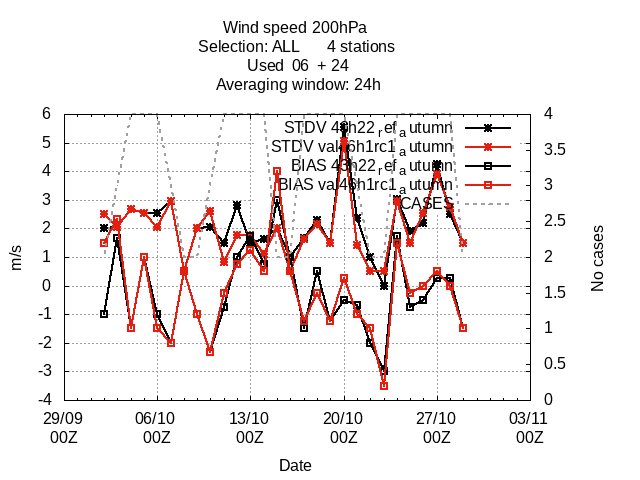 Wind speed 200hPa
Selection: ALL 4 stations
Used 06 + 24
Averaging window: 24h
6 4
STDV 43h22_ref_autumn
5 3.5
STDV val46h1rc1_autumn
BIAS 43h22_ref_autumn
4 3
BIAS val46h1rc1_autumn
3 CASES
2.5
2
1 2
m/s
No cases
0 1.5
-1 1
-2
-3 0.5
-4 0
29/09 06/10 13/10 20/10 27/10 03/11
00Z 00Z 00Z 00Z 00Z 00Z
Date